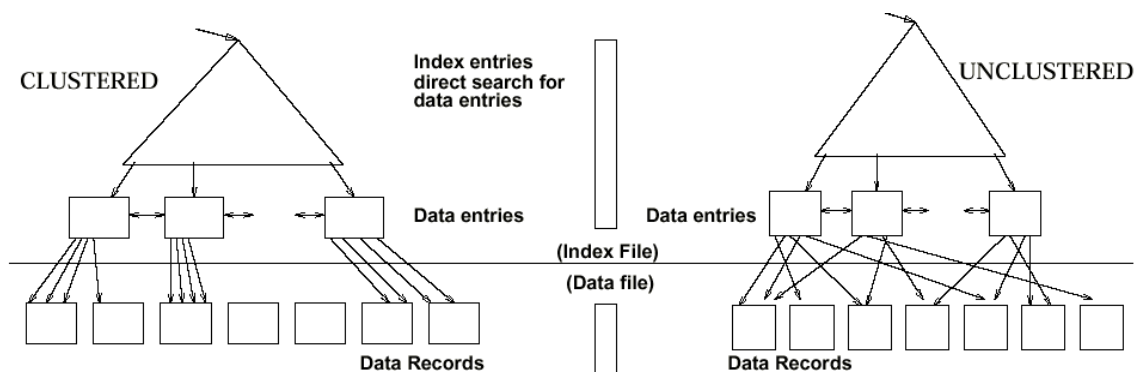 CLUSTERED
Index entries
direct search for
data entries
UNCLUSTERED
Data entries
Data entries
(Index File)
(Data file)
Data Records
Data Records